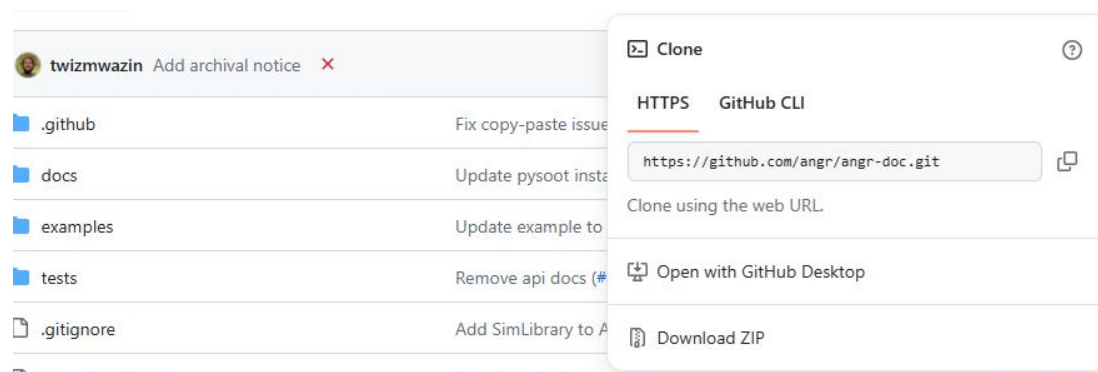 twizmwazin Add archival notice
.github Fix copy-paste issue
docs Update pysoot insta
examples Update example to
tests Remove api docs (#
.gitignore Add SimLibrary to A
Clone
HTTPS GitHub CLI
https://github.com/angr/angr-doc.git
Clone using the web URL.
Open with GitHub Desktop
Download ZIP